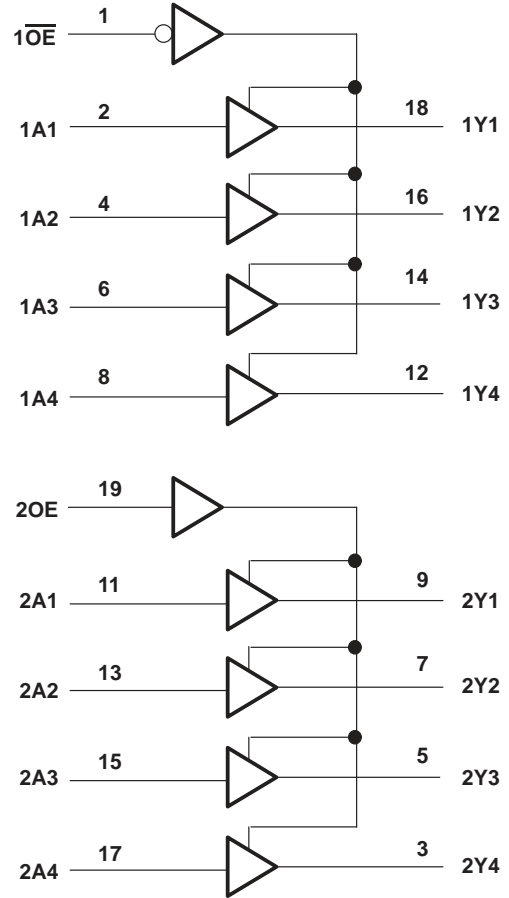 1O̅E̅ 1
1A1 2 18 1Y1
1A2 4 16 1Y2
1A3 6 14 1Y3
1A4 8 12 1Y4
2OE 19
2A1 11 9 2Y1
2A2 13 7 2Y2
2A3 15 5 2Y3
2A4 17 3 2Y4